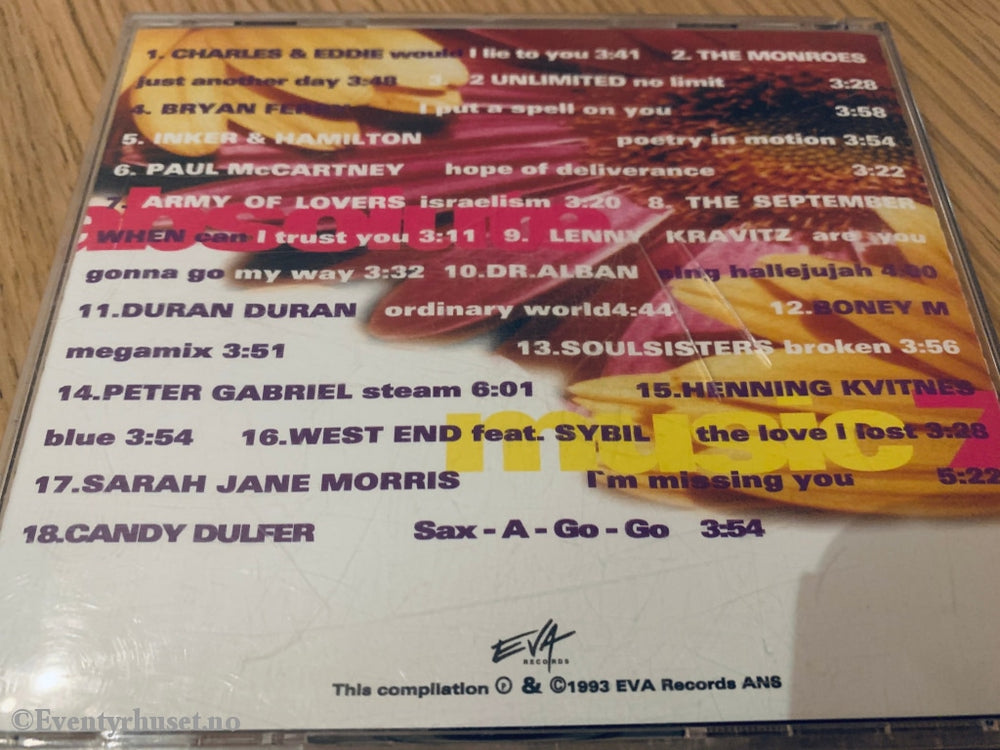 1. CHARLES & EDDIE would I lie to you 3:41 2. THE MONROES
just another day 3:48 3. 2 UNLIMITED no limit 3:28
4. BRYAN FERRY I put a spell on you 3:58
5. INKER & HAMILTON poetry in motion 3:54
6. PAUL McCARTNEY hope of deliverance 3:22
7. ARMY OF LOVERS israelism 3:20 8. THE SEPTEMBER
absolute
WHEN can I trust you 3:11 9. LENNY KRAVITZ are you
gonna go my way 3:32 10.DR.ALBAN sing hallejujah 4:00
11.DURAN DURAN ordinary world4:44 12.BONEY M
megamix 3:51 13.SOULSISTERS broken 3:56
14.PETER GABRIEL steam 6:01 15.HENNING KVITNES
music 7
blue 3:54 16.WEST END feat. SYBIL the love I lost 3:28
17.SARAH JANE MORRIS I'm missing you 5:22
18.CANDY DULFER Sax - A - Go - Go 3:54
EVA
RECORDS
This compilation ℗ & ©1993 EVA Records ANS
©Eventyrhuset.no